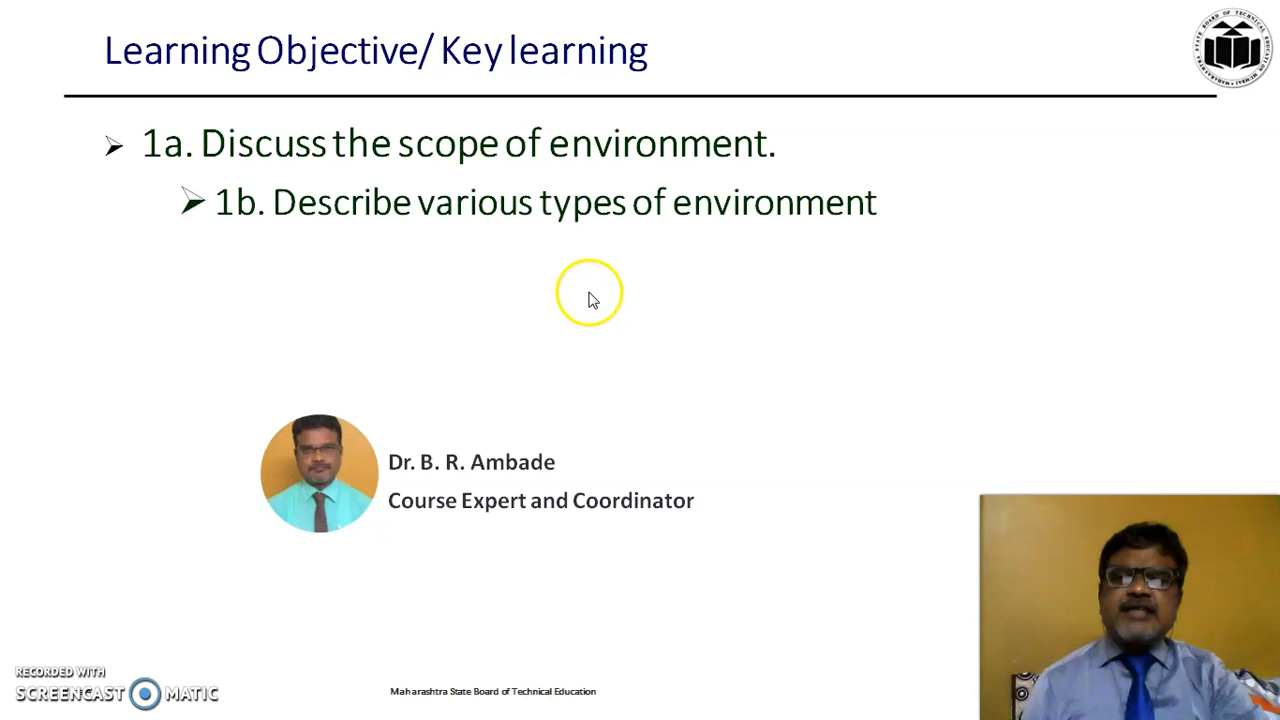 Learning Objective/ Key learning
1a. Discuss the scope of environment.
1b. Describe various types of environment
Dr. B. R. Ambade
Course Expert and Coordinator
RECORDED WITH
SCREENCAST MATIC
Maharashtra State Board of Technical Education